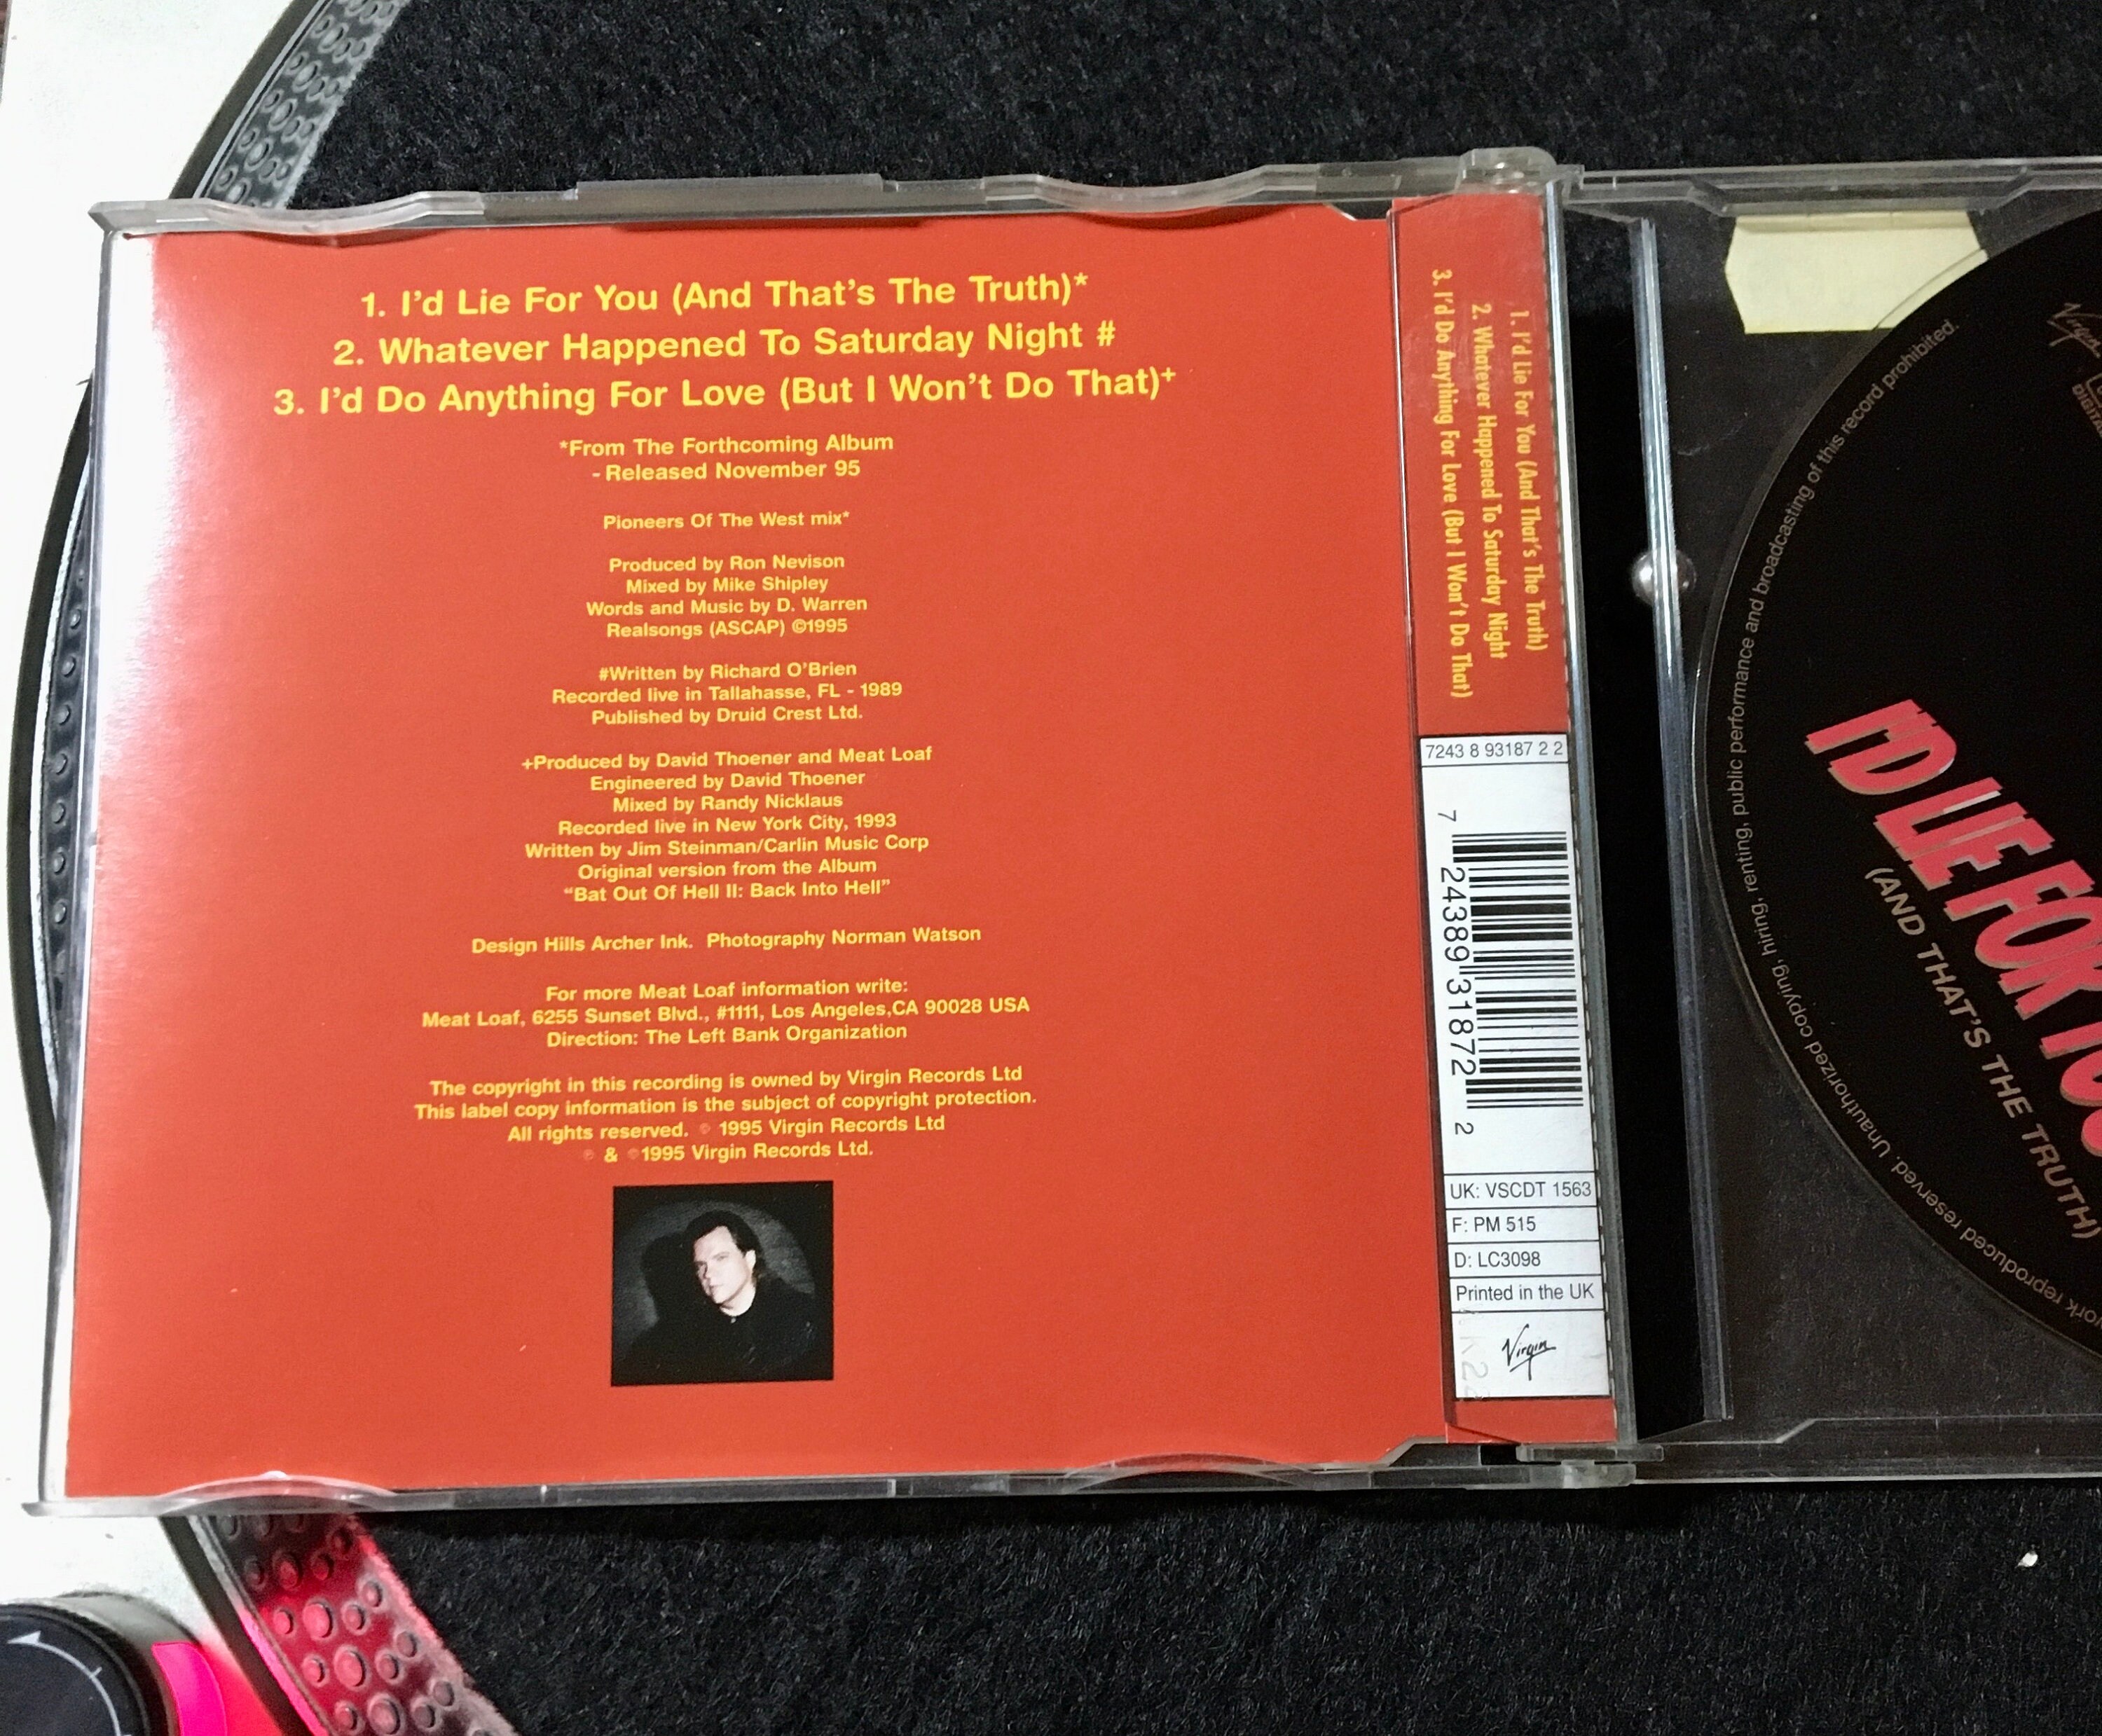 1. I'd Lie For You (And That's The Truth)*
2. Whatever Happened To Saturday Night #
3. I'd Do Anything For Love (But I Won't Do That)+
*From The Forthcoming Album
- Released November 95
Pioneers Of The West mix*
Produced by Ron Nevison
Mixed by Mike Shipley
Words and Music by D. Warren
Realsongs (ASCAP) ©1995
#Written by Richard O'Brien
Recorded live in Tallahasse, FL - 1989
Published by Druid Crest Ltd.
+Produced by David Thoener and Meat Loaf
Engineered by David Thoener
Mixed by Randy Nicklaus
Recorded live in New York City, 1993
Written by Jim Steinman/Carlin Music Corp
Original version from the Album
"Bat Out Of Hell II: Back Into Hell"
Design Hills Archer Ink. Photography Norman Watson
For more Meat Loaf information write:
Meat Loaf, 6255 Sunset Blvd., #1111, Los Angeles,CA 90028 USA
Direction: The Left Bank Organization
The copyright in this recording is owned by Virgin Records Ltd
This label copy information is the subject of copyright protection.
All rights reserved. © 1995 Virgin Records Ltd
℗ & ©1995 Virgin Records Ltd.
1. I'd Lie For You (And That's The Truth)
2. Whatever Happened To Saturday Night
3. I'd Do Anything For Love (But I Won't Do That)
7243 8 93187 2 2
7 24389 31872 2
UK: VSCDT 1563
F: PM 515
D: LC3098
Printed in the UK
Virgin
Virgin
I'D LIE FOR YOU
(AND THAT'S THE TRUTH)
reproduced reserved. Unauthorized copying, hiring, renting, public performance and broadcasting of this record prohibited.